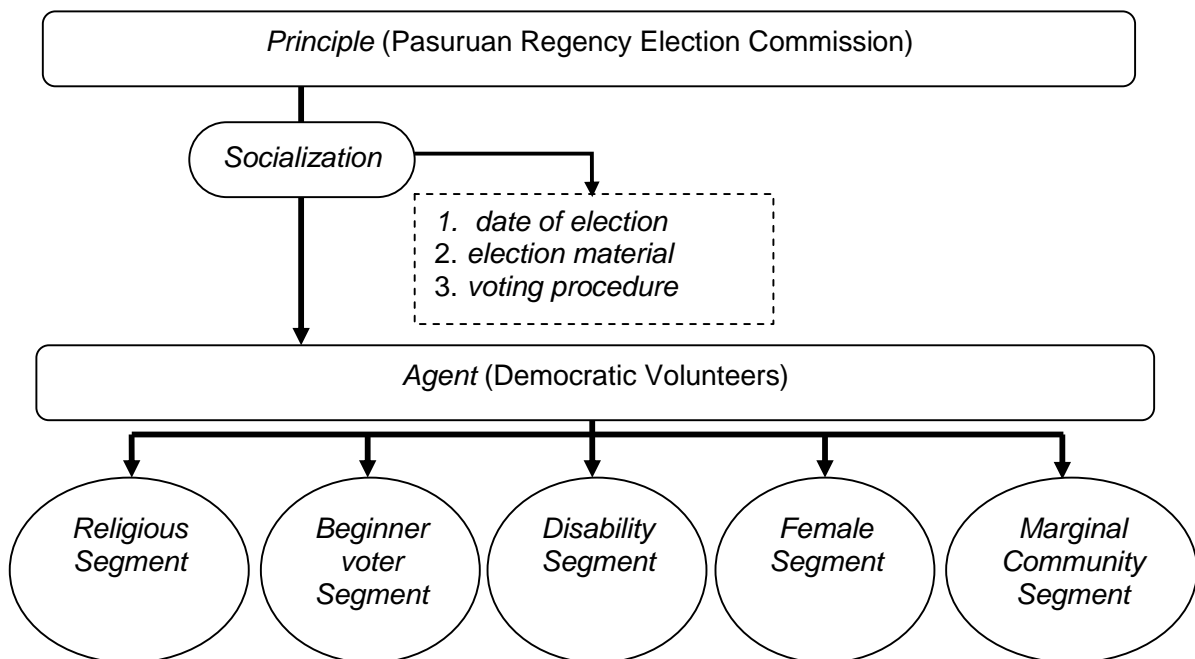 Principle (Pasuruan Regency Election Commission)
Socialization
1. date of election
2. election material
3. voting procedure
Agent (Democratic Volunteers)
Religious
Segment
Beginner
voter
Segment
Disability
Segment
Female
Segment
Marginal
Community
Segment